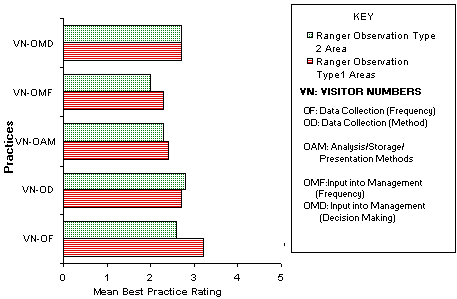 VN-OMD
VN-OMF
VN-OAM
VN-OD
VN-OF
Practices
0 1 2 3 4 5
Mean Best Practice Rating
KEY
Ranger Observation Type
2 Area
Ranger Observation
Type1 Areas
VN: VISITOR NUMBERS
OF: Data Collection (Frequency)
OD: Data Collection (Method)
OAM: Analysis/Storage/
Presentation Methods
OMF:Input into Management
(Frequency)
OMD: Input into Management
(Decision Making)